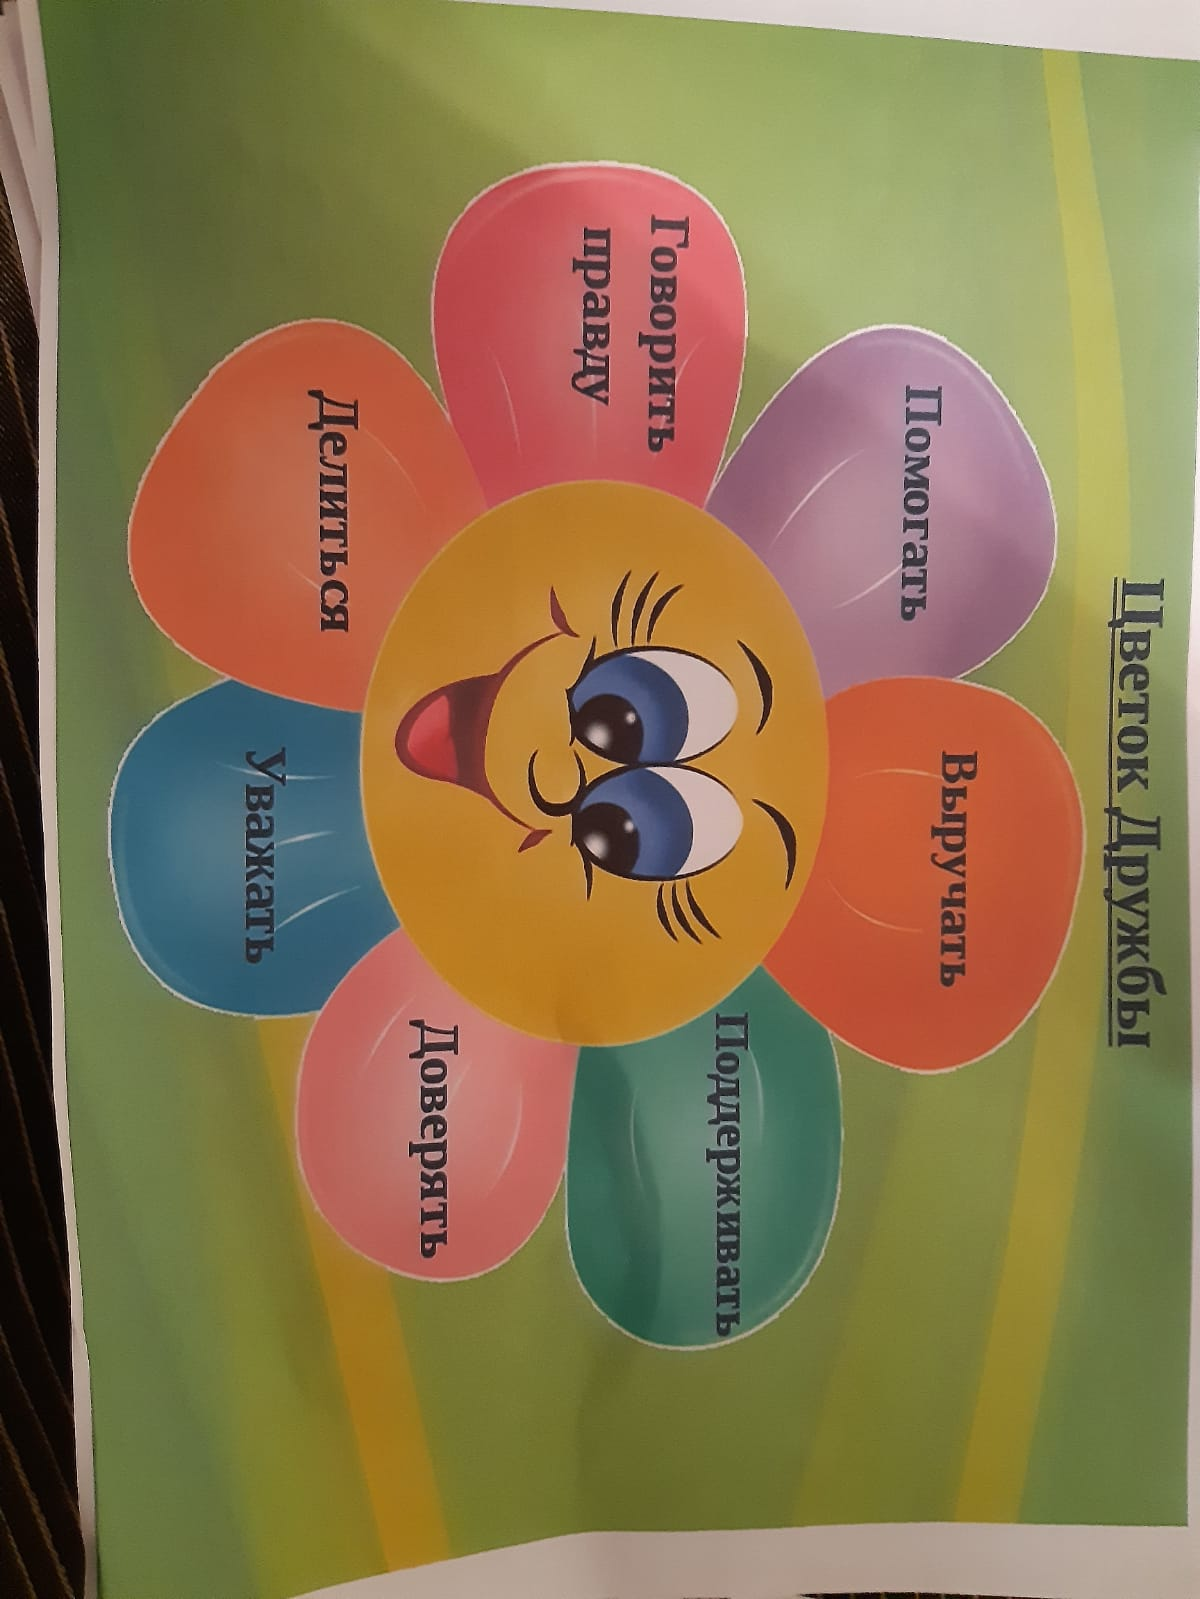 Цветок Дружбы
Выручать
Помогать
Поддерживать
Говорить
правду
Доверять
Делиться
Уважать